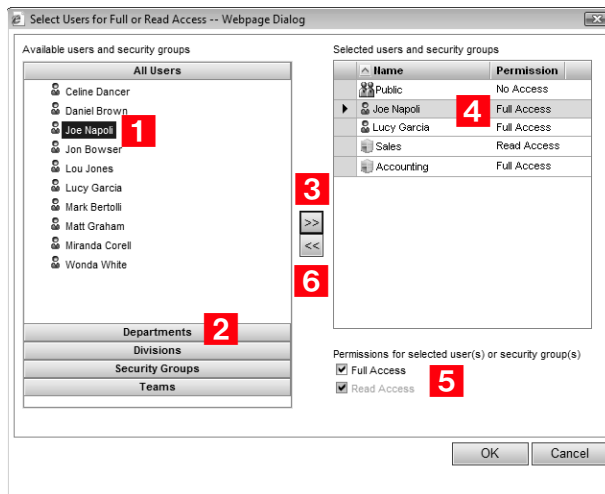 Select Users for Full or Read Access -- Webpage Dialog
Available users and security groups
All Users
Celine Dancer
Daniel Brown
Joe Napoli
1
Jon Bowser
Lou Jones
Lucy Garcia
Mark Bertolli
Matt Graham
Miranda Corell
Wonda White
Departments
2
Divisions
Security Groups
Teams
3
>>
<<
6
Selected users and security groups
Name Permission
Public No Access
Joe Napoli Full Access
4
Lucy Garcia Full Access
Sales Read Access
Accounting Full Access
Permissions for selected user(s) or security group(s)
Full Access
Read Access
5
OK Cancel